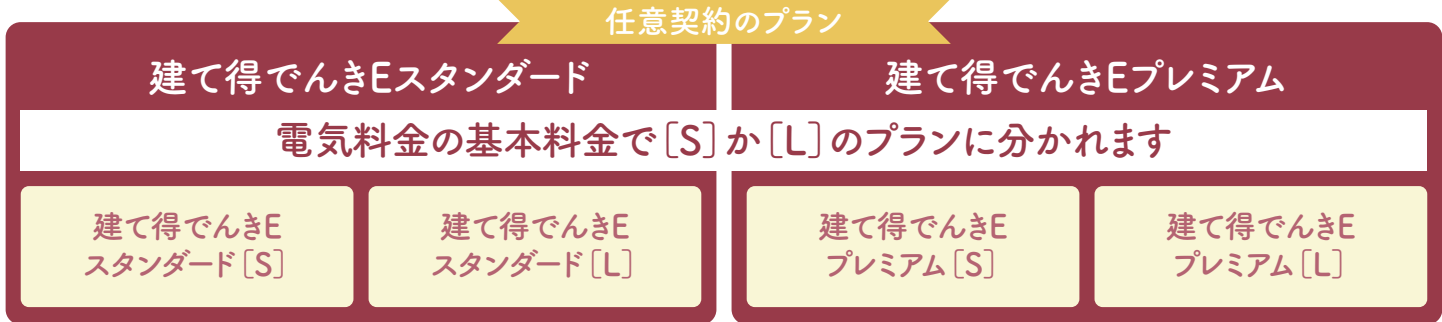 任意契約のプラン
建て得でんきEスタンダード
建て得でんきEプレミアム
電気料金の基本料金で[S]か[L]のプランに分かれます
建て得でんきE
スタンダード[S]
建て得でんきE
スタンダード[L]
建て得でんきE
プレミアム[S]
建て得でんきE
プレミアム[L]